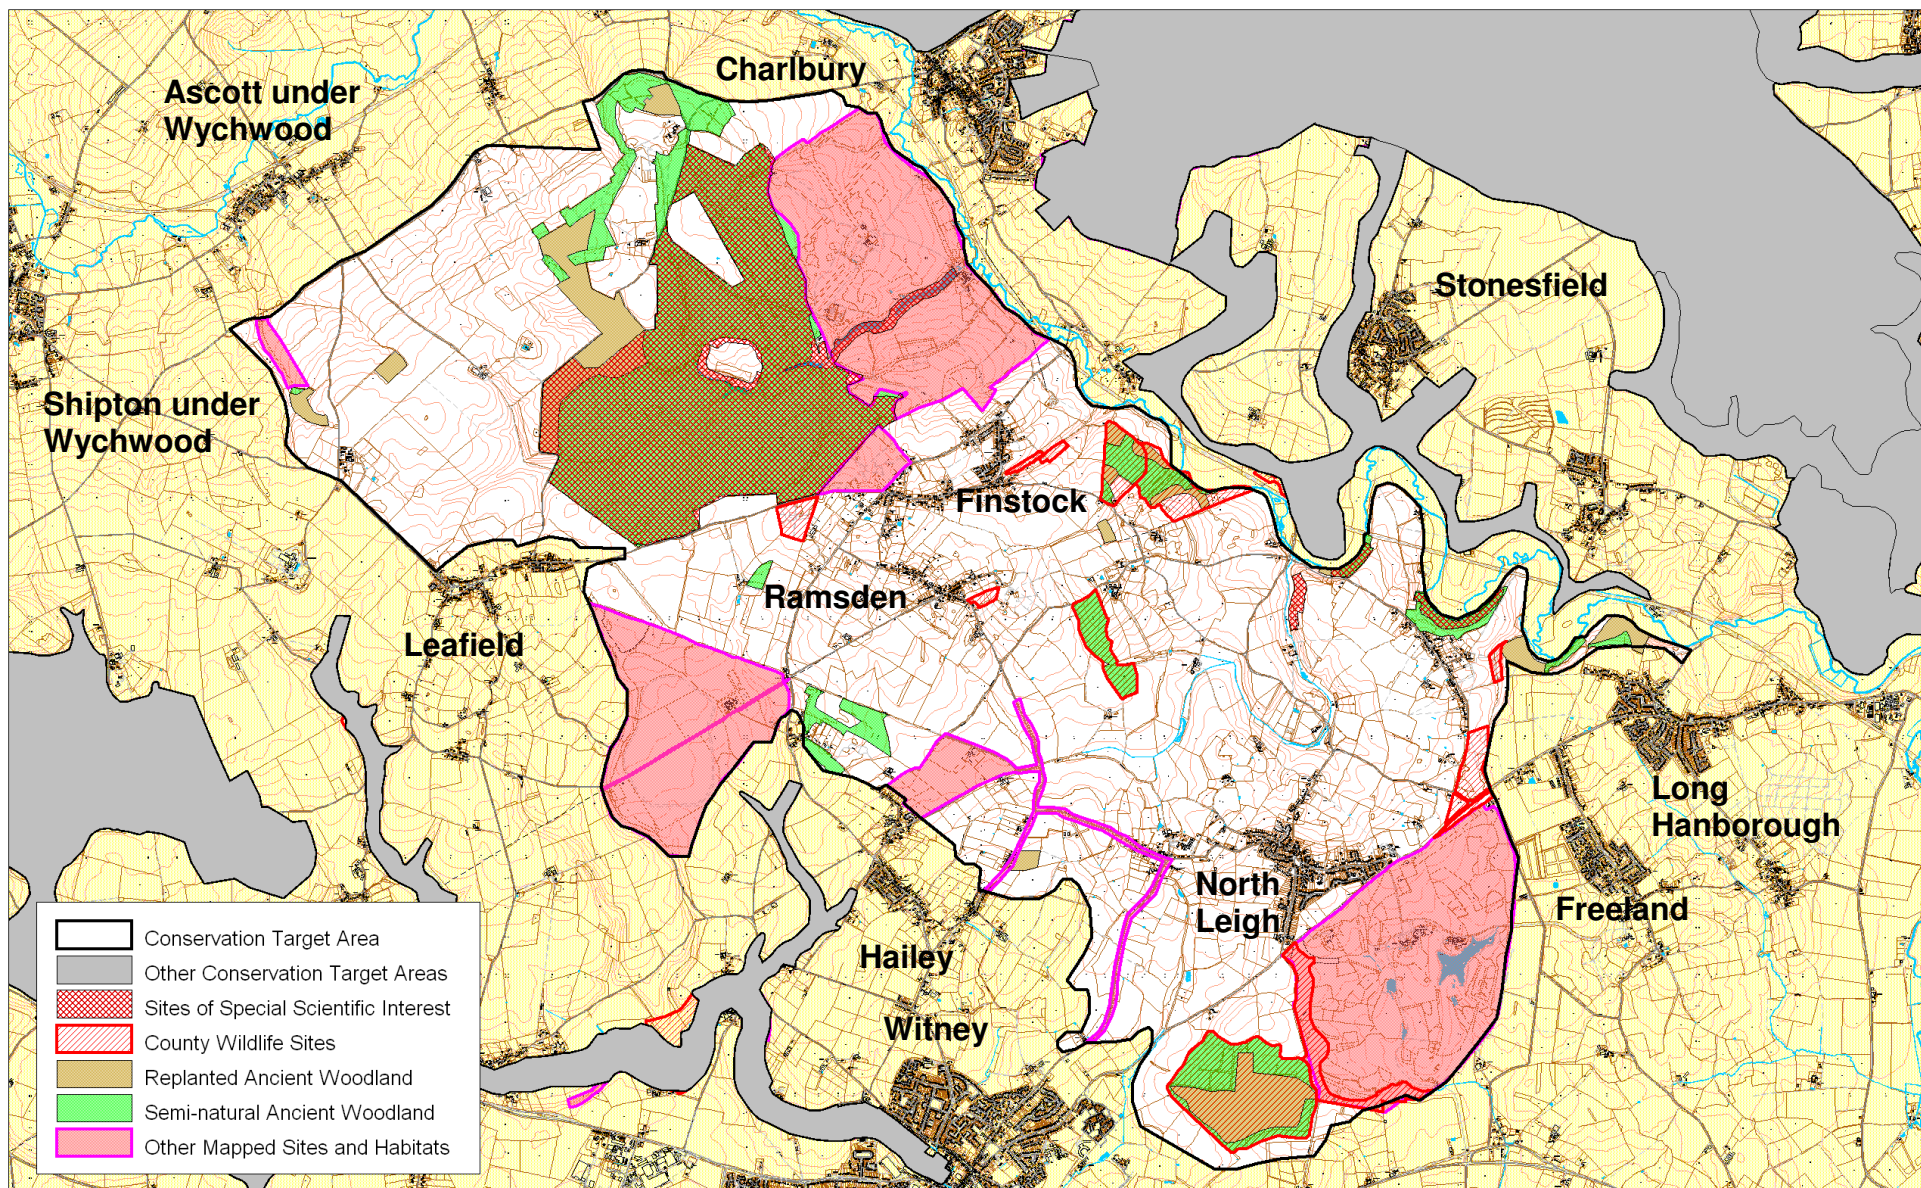 Charlbury
Ascott under
Wychwood
Stonesfield
Shipton under
Wychwood
Finstock
Ramsden
Leafield
Long
Hanborough
North
Leigh
Freeland
Hailey
Witney
Conservation Target Area
Other Conservation Target Areas
Sites of Special Scientific Interest
County Wildlife Sites
Replanted Ancient Woodland
Semi-natural Ancient Woodland
Other Mapped Sites and Habitats